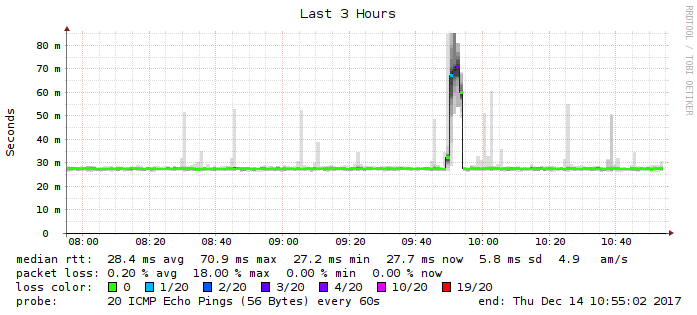 Last 3 Hours
RRDTOOL / TOBI OETIKER
Seconds
80 m
70 m
60 m
50 m
40 m
30 m
20 m
10 m
0
08:00 08:20 08:40 09:00 09:20 09:40 10:00 10:20 10:40
median rtt: 28.4 ms avg 70.9 ms max 27.2 ms min 27.7 ms now 5.8 ms sd 4.9 am/s
packet loss: 0.20 % avg 18.00 % max 0.00 % min 0.00 % now
loss color: 0 1/20 2/20 3/20 4/20 10/20 19/20
probe: 20 ICMP Echo Pings (56 Bytes) every 60s end: Thu Dec 14 10:55:02 2017